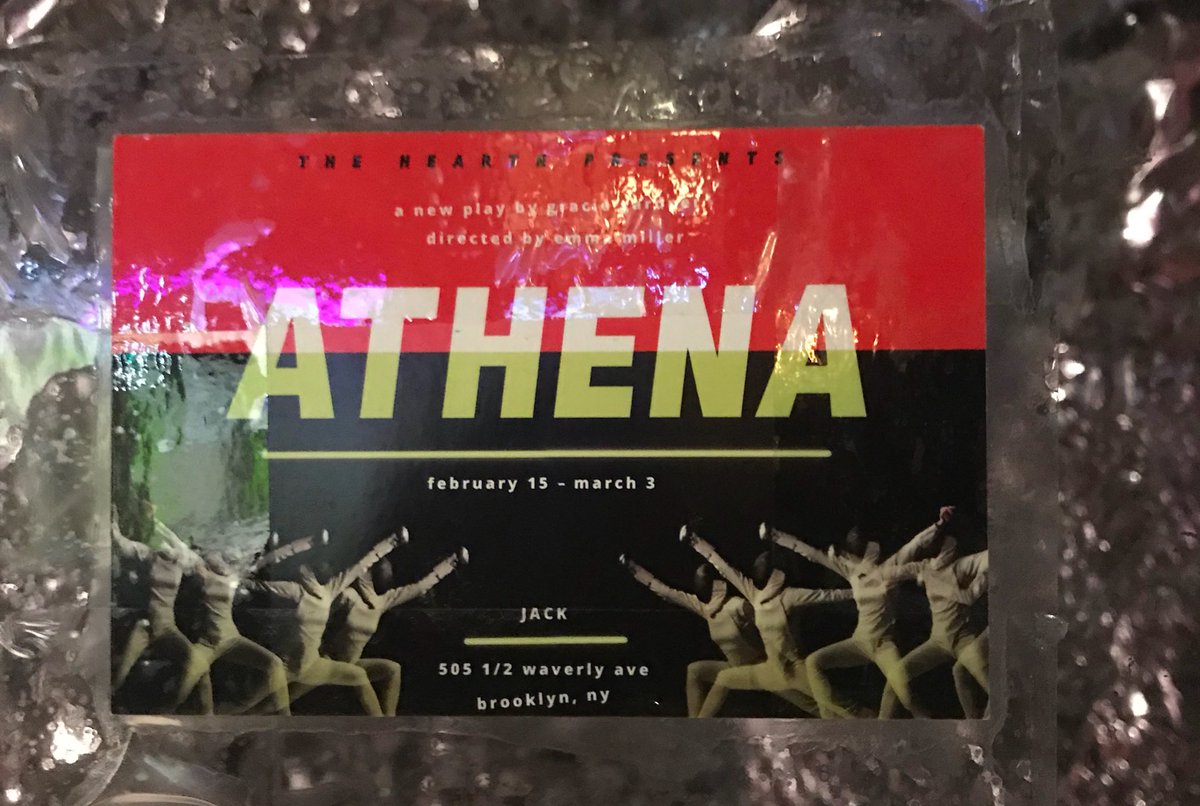 THE HEARTH PRESENTS
a new play by gracie
directed by emma miller
ATHENA
february 15 – march 3
JACK
505 1/2 waverly ave
brooklyn, ny